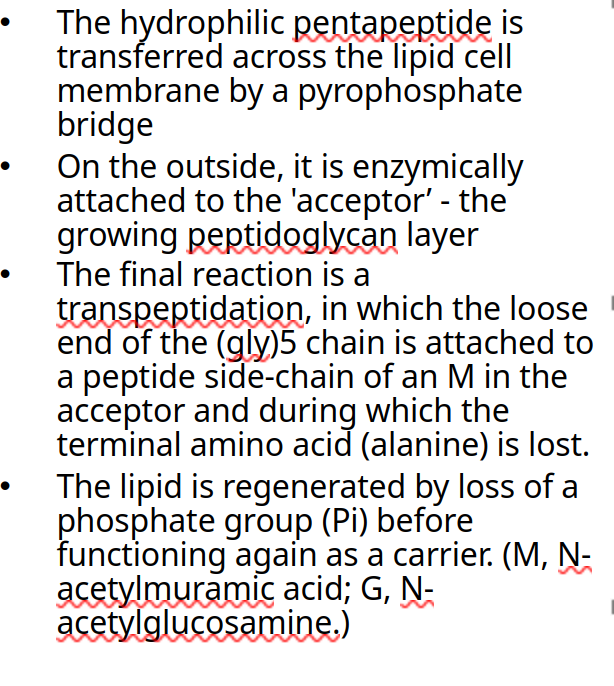 • The hydrophilic pentapeptide is
transferred across the lipid cell
membrane by a pyrophosphate
bridge
• On the outside, it is enzymically
attached to the 'acceptor’ - the
growing peptidoglycan layer
• The final reaction is a
transpeptidation, in which the loose
end of the (gly)5 chain is attached to
a peptide side-chain of an M in the
acceptor and during which the
terminal amino acid (alanine) is lost.
• The lipid is regenerated by loss of a
phosphate group (Pi) before
functioning again as a carrier. (M, N-
acetylmuramic acid; G, N-
acetylglucosamine.)